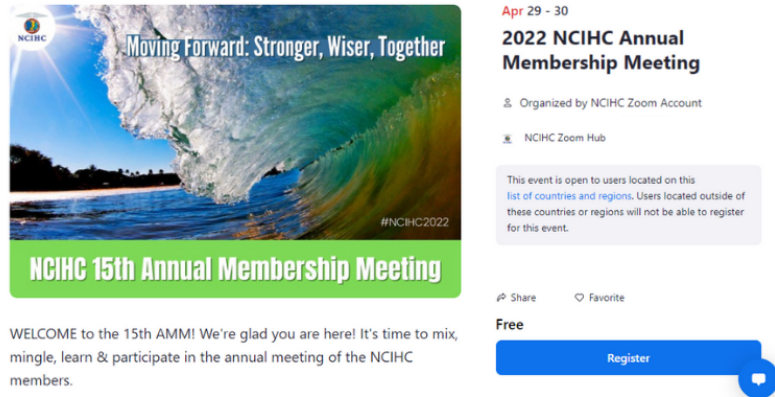 NCIHC
Moving Forward: Stronger, Wiser, Together
#NCIHC2022
NCIHC 15th Annual Membership Meeting
WELCOME to the 15th AMM! We're glad you are here! It's time to mix,
mingle, learn & participate in the annual meeting of the NCIHC
members.
Apr 29 - 30
2022 NCIHC Annual
Membership Meeting
Organized by NCIHC Zoom Account
NCIHC Zoom Hub
This event is open to users located on this
list of countries and regions. Users located outside of
these countries or regions will not be able to register
for this event.
Share
Favorite
Free
Register